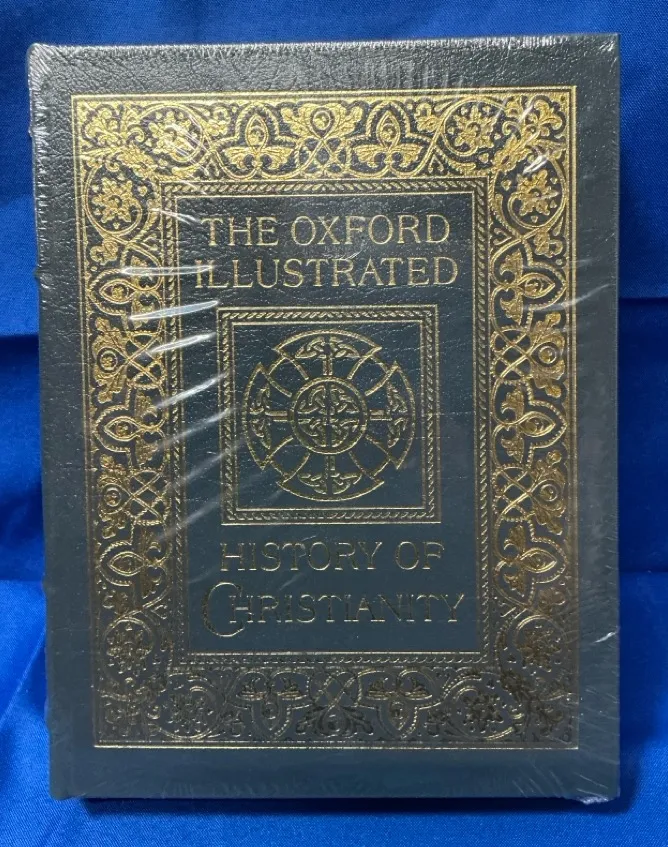 THE OXFORD
ILLUSTRATED
HISTORY OF
CHRISTIANITY